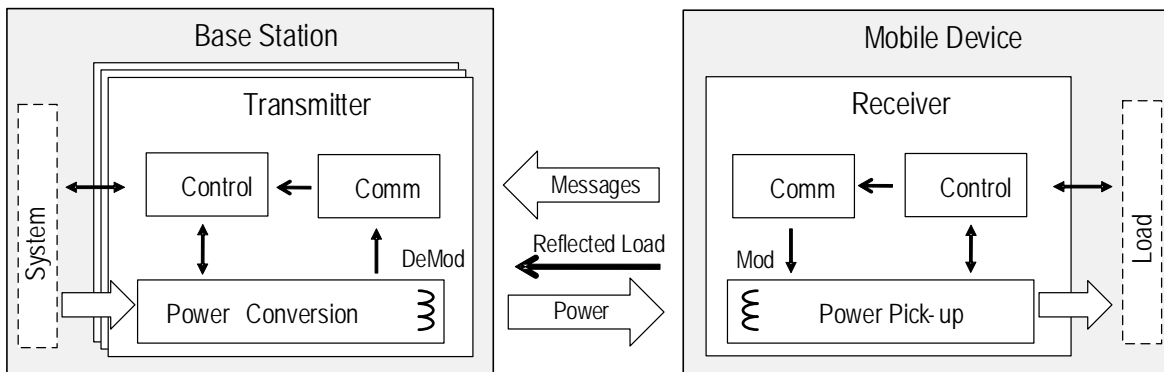 Base Station
Mobile Device
Transmitter
Receiver
System
Control
Comm
Messages
Comm
Control
Load
Reflected Load
DeMod
Mod
Power Conversion
Power
Power Pick-up